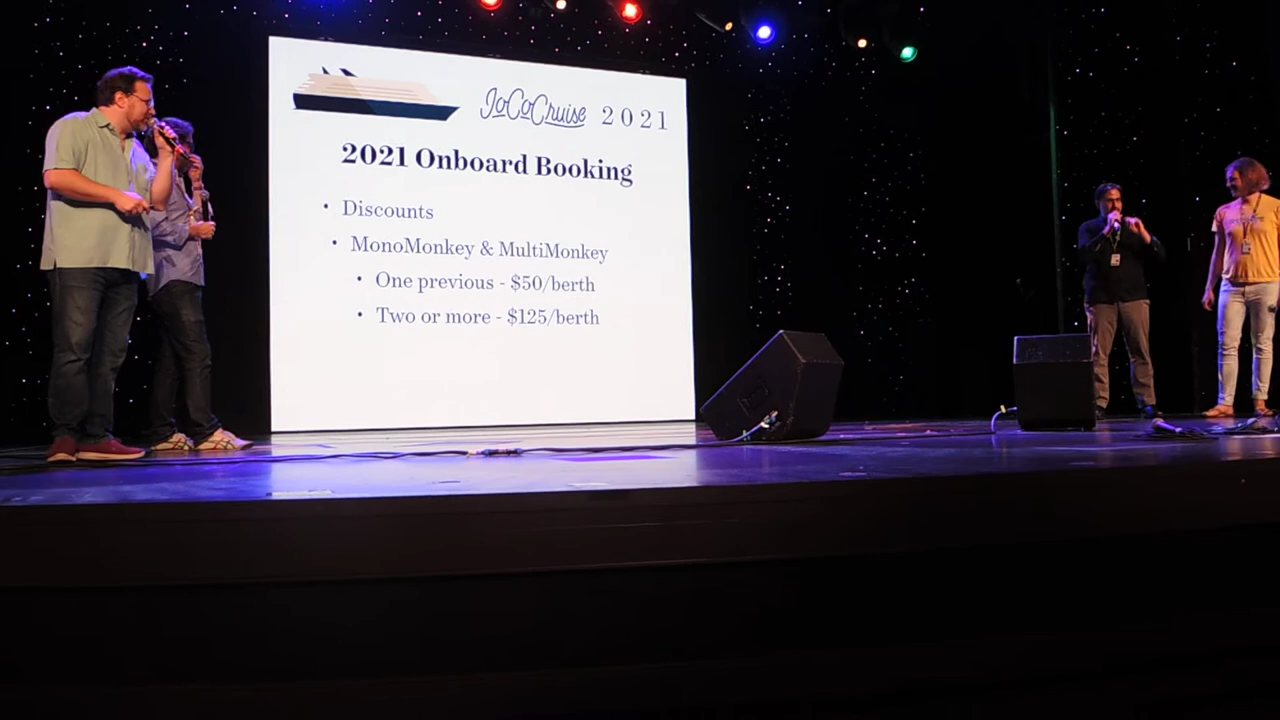 JoCoCruise 2021
2021 Onboard Booking
• Discounts
• MonoMonkey & MultiMonkey
• One previous - $50/berth
• Two or more - $125/berth